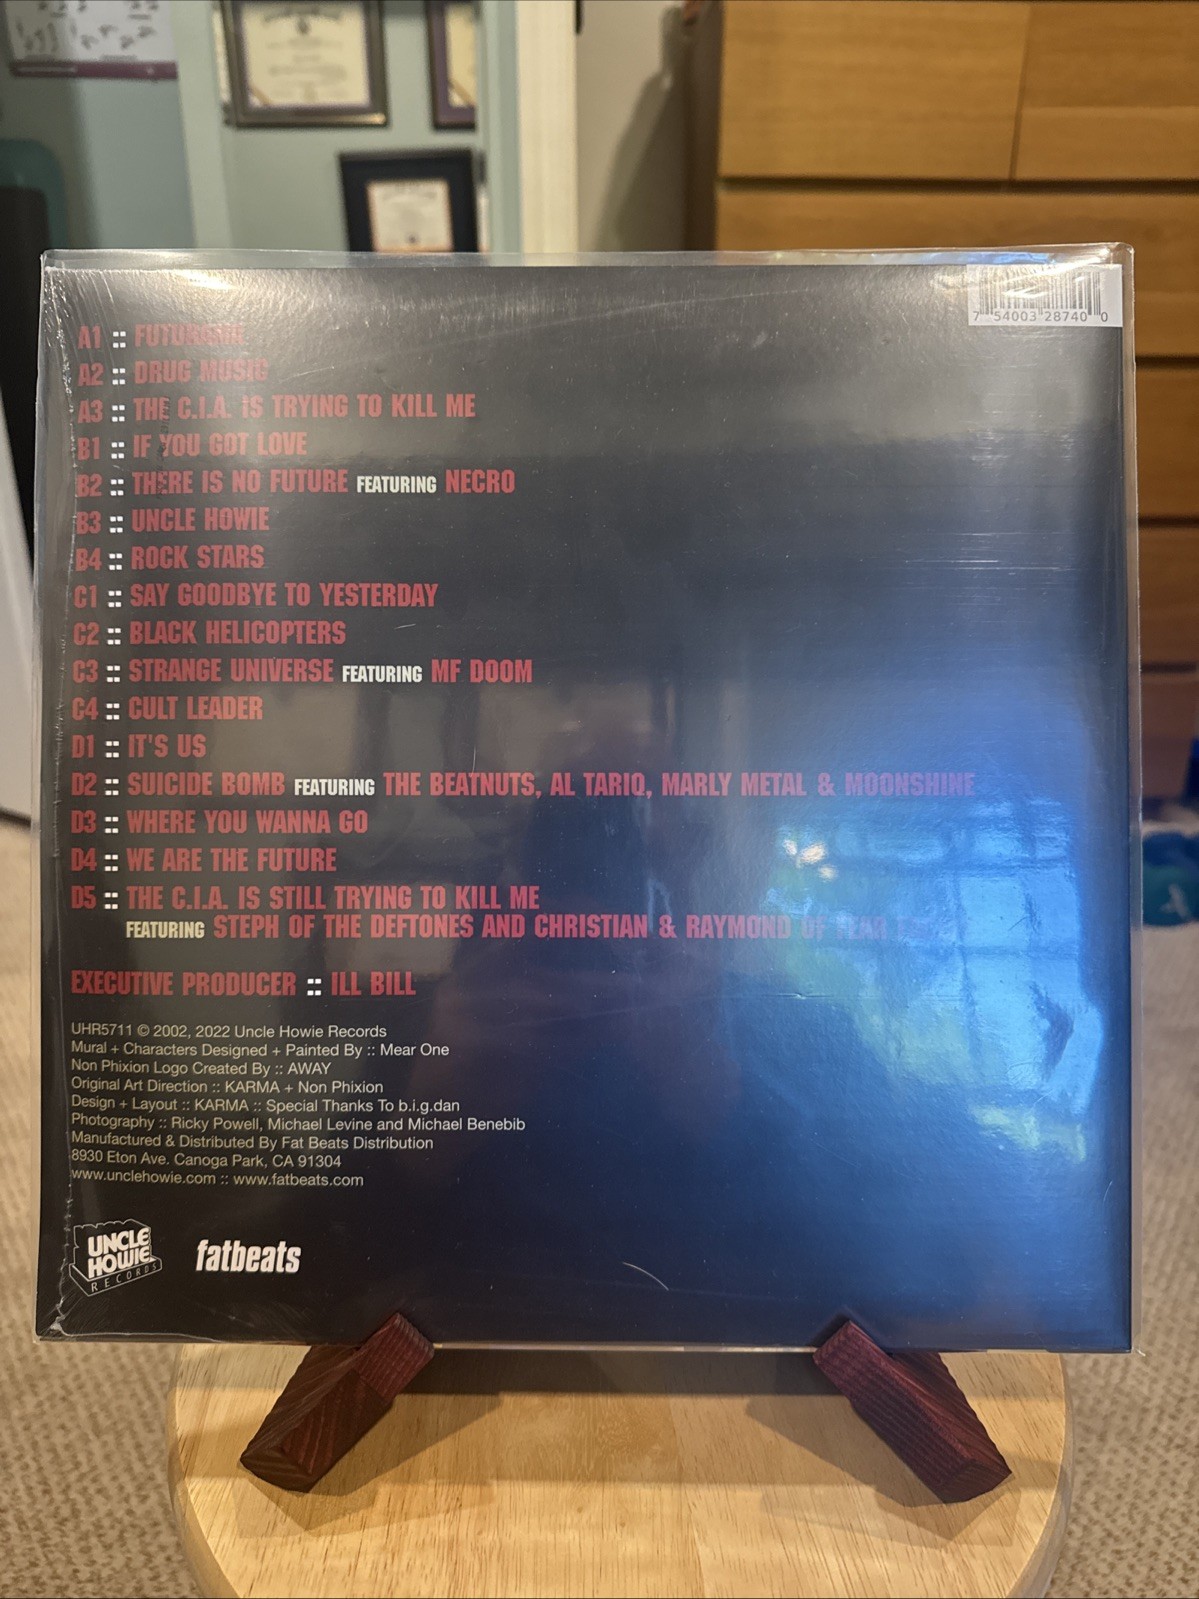 7 54003 28740 0
A1 :: FUTURAMA
A2 :: DRUG MUSIC
A3 :: THE C.I.A. IS TRYING TO KILL ME
B1 :: IF YOU GOT LOVE
B2 :: THERE IS NO FUTURE FEATURING NECRO
B3 :: UNCLE HOWIE
B4 :: ROCK STARS
C1 :: SAY GOODBYE TO YESTERDAY
C2 :: BLACK HELICOPTERS
C3 :: STRANGE UNIVERSE FEATURING MF DOOM
C4 :: CULT LEADER
D1 :: IT'S US
D2 :: SUICIDE BOMB FEATURING THE BEATNUTS, AL TARIQ, MARLY METAL & MOONSHINE
D3 :: WHERE YOU WANNA GO
D4 :: WE ARE THE FUTURE
D5 :: THE C.I.A. IS STILL TRYING TO KILL ME
FEATURING STEPH OF THE DEFTONES AND CHRISTIAN & RAYMOND OF FEAR
EXECUTIVE PRODUCER :: ILL BILL
UHR5711 © 2002, 2022 Uncle Howie Records
Mural + Characters Designed + Painted By :: Mear One
Non Phixion Logo Created By :: AWAY
Original Art Direction :: KARMA + Non Phixion
Design + Layout :: KARMA :: Special Thanks To b.i.g.dan
Photography :: Ricky Powell, Michael Levine and Michael Benebib
Manufactured & Distributed By Fat Beats Distribution
8930 Eton Ave. Canoga Park, CA 91304
www.unclehowie.com :: www.fatbeats.com
UNCLE
HOWIE
RECORDS
fatbeats